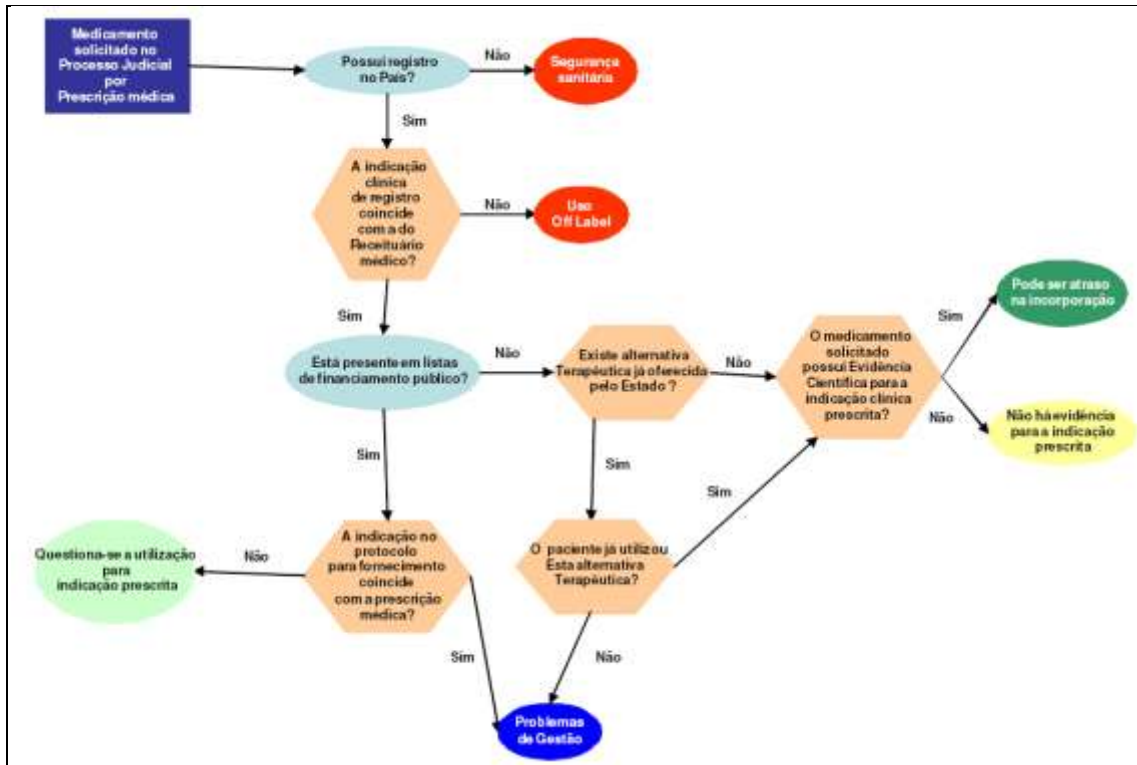 Medicamento
solicitado no
Processo Judicial
por
Prescrição médica
Possui registro
no País?
Não
Segurança
sanitária
Sim
A indicação
clínica
de registro
coincide
com a do
Receituário
médico?
Não
Uso
Off Label
Sim
Está presente em listas
de financiamento público?
Não
Existe alternativa
Terapêutica já oferecida
pelo Estado ?
Não
O medicamento
solicitado
possui Evidência
Científica para a
indicação clínica
prescrita?
Sim
Pode ser atraso
na incorporação
Não
Não há evidência
para a indicação
prescrita
Sim
Sim
Sim
A indicação no
protocolo
para fornecimento
coincide
com a prescrição
médica?
Não
Questiona-se a utilização
para
indicação prescrita
O paciente já utilizou
Esta alternativa
Terapêutica?
Sim
Não
Problemas
de Gestão